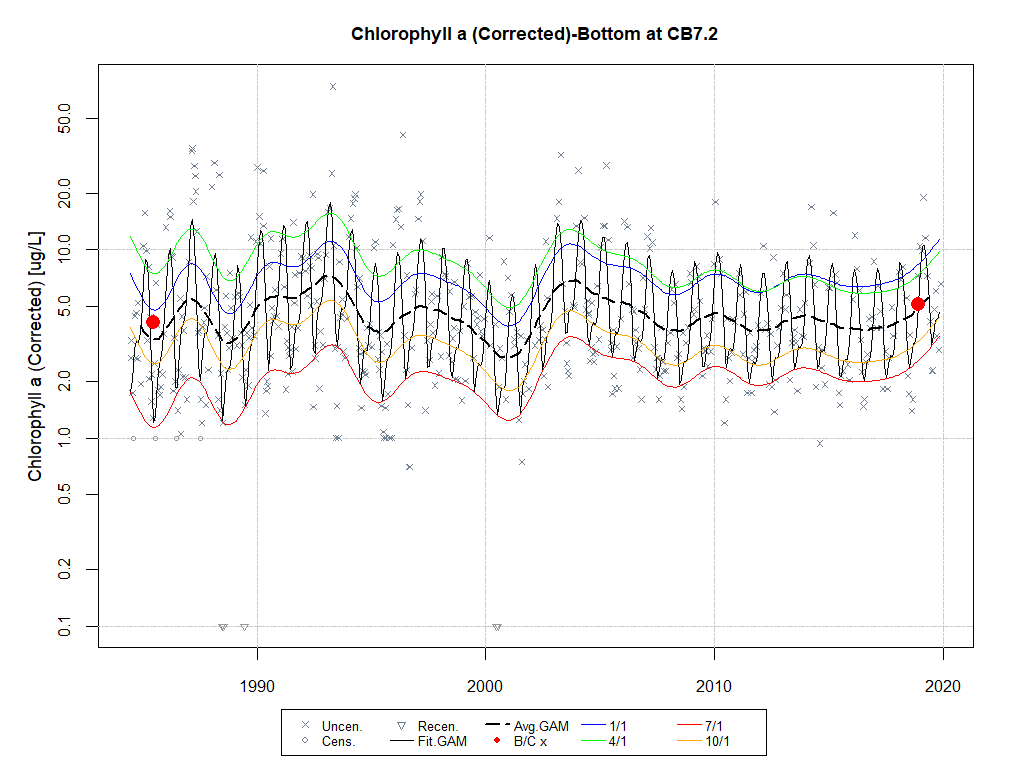 Chlorophyll a (Corrected)-Bottom at CB7.2
Chlorophyll a (Corrected) [ug/L]
50.0
20.0
10.0
5.0
2.0
1.0
0.5
0.2
0.1
1990 2000 2010 2020
Uncen. Recen. Avg.GAM 1/1 7/1
Cens. Fit.GAM B/C x 4/1 10/1